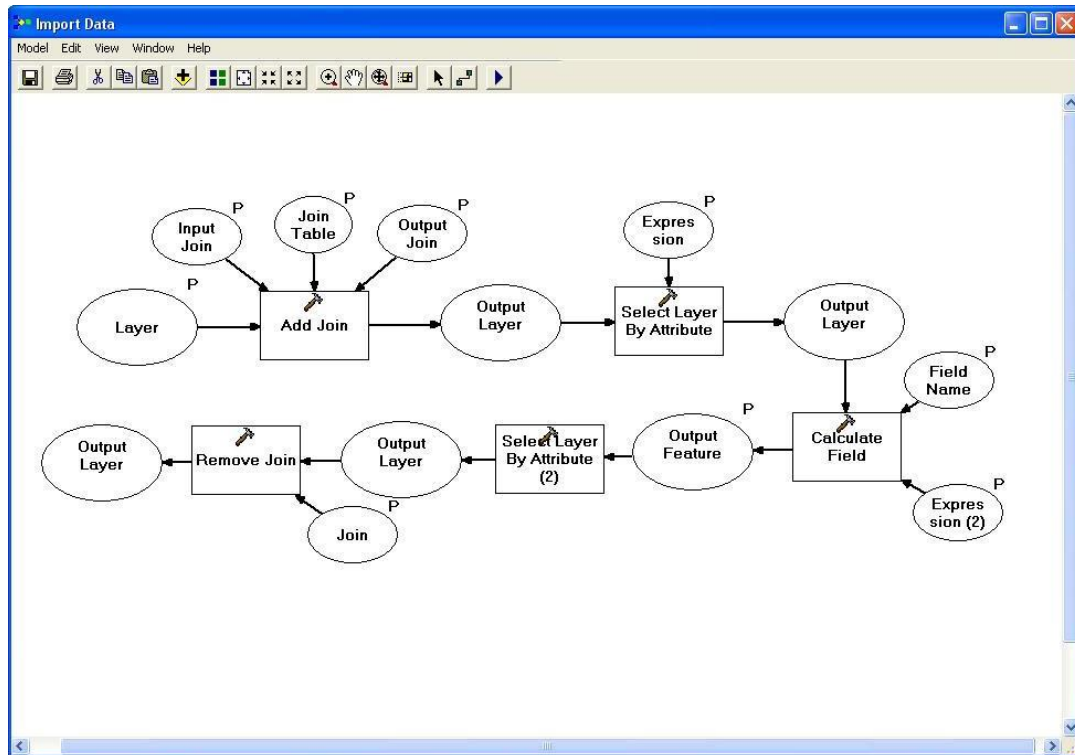 Import Data
Model Edit View Window Help
P
Input
Join
P
Join
Table
P
Output
Join
P
Layer
Add Join
Output
Layer
P
Expres
sion
Select Layer
By Attribute
Output
Layer
P
Field
Name
Calculate
Field
P
Expres
sion (2)
P
Output
Feature
Select Layer
By Attribute
(2)
Output
Layer
Remove Join
P
Join
Output
Layer